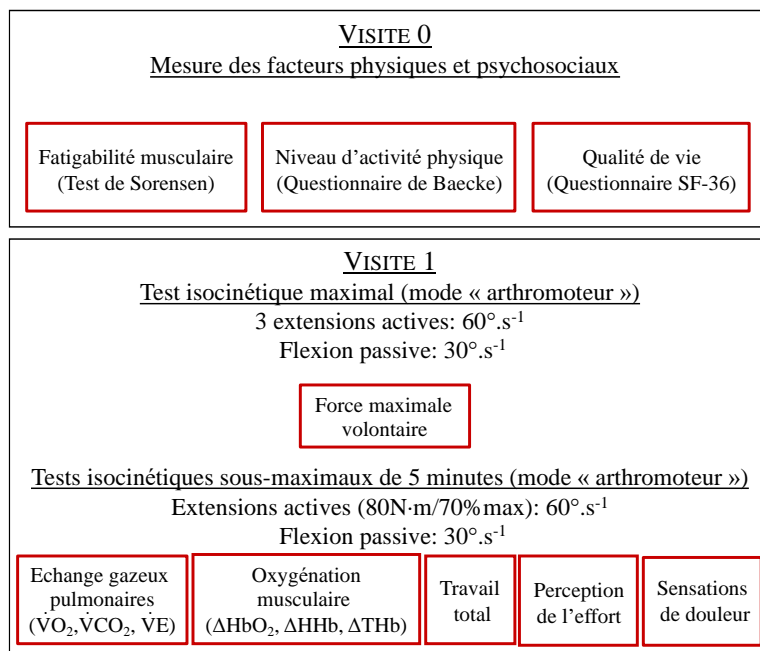 VISITE 0
Mesure des facteurs physiques et psychosociaux
Fatigabilité musculaire
(Test de Sorensen)
Niveau d’activité physique
(Questionnaire de Baecke)
Qualité de vie
(Questionnaire SF-36)
VISITE 1
Test isocinétique maximal (mode « arthromoteur »)
3 extensions actives: 60°.s⁻¹
Flexion passive: 30°.s⁻¹
Force maximale
volontaire
Tests isocinétiques sous-maximaux de 5 minutes (mode « arthromoteur »)
Extensions actives (80N·m/70% max): 60°.s⁻¹
Flexion passive: 30°.s⁻¹
Echange gazeux
pulmonaires
(V̇O₂,V̇CO₂, V̇E)
Oxygénation
musculaire
(ΔHbO₂, ΔHHb, ΔTHb)
Travail
total
Perception
de l’effort
Sensations
de douleur